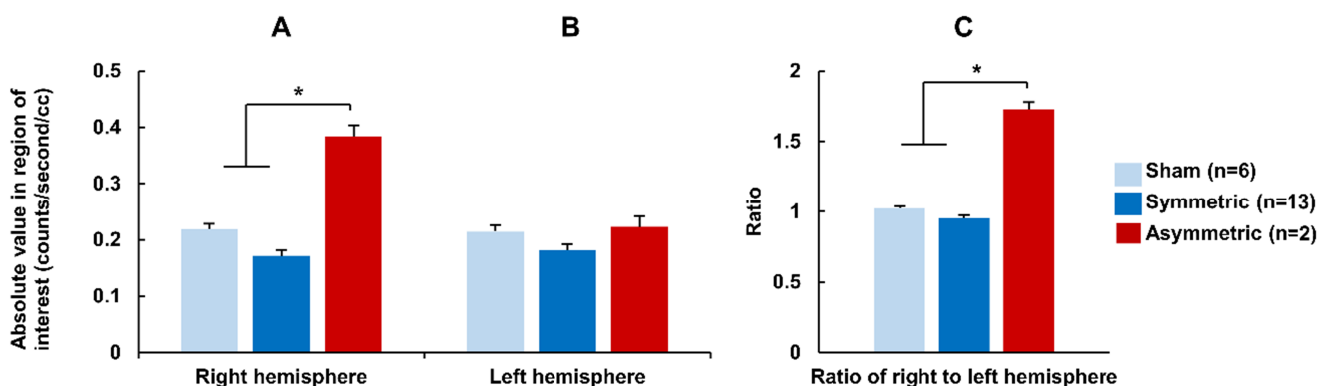 A
B
C
Absolute value in region of
interest (counts/second/cc)
0.5
0.4
0.3
0.2
0.1
0
*
Right hemisphere
Left hemisphere
Ratio
2
1.5
1
0.5
0
*
Ratio of right to left hemisphere
Sham (n=6)
Symmetric (n=13)
Asymmetric (n=2)